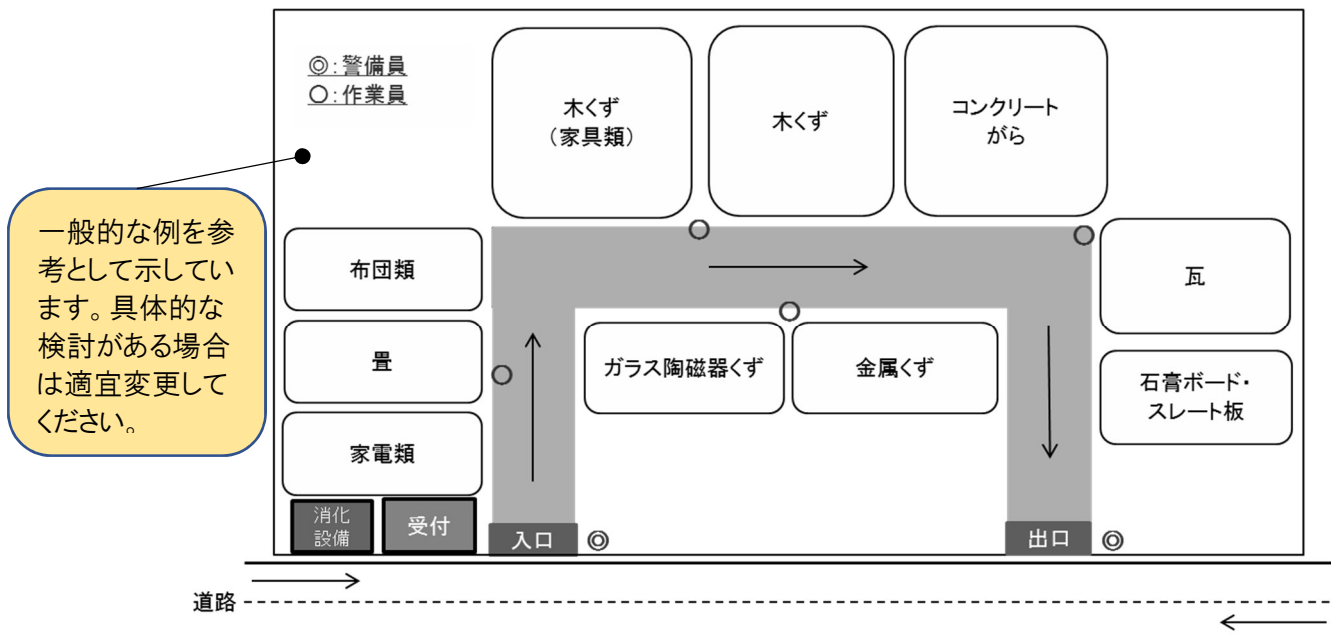 ◎:警備員
○:作業員
木くず
（家具類）
木くず
コンクリート
がら
一般的な例を参
考として示してい
ます。具体的な
検討がある場合
は適宜変更して
ください。
布団類
畳
家電類
消化
設備
受付
入口
◎
ガラス陶磁器くず
金属くず
瓦
石膏ボード・
スレート板
出口
◎
道路